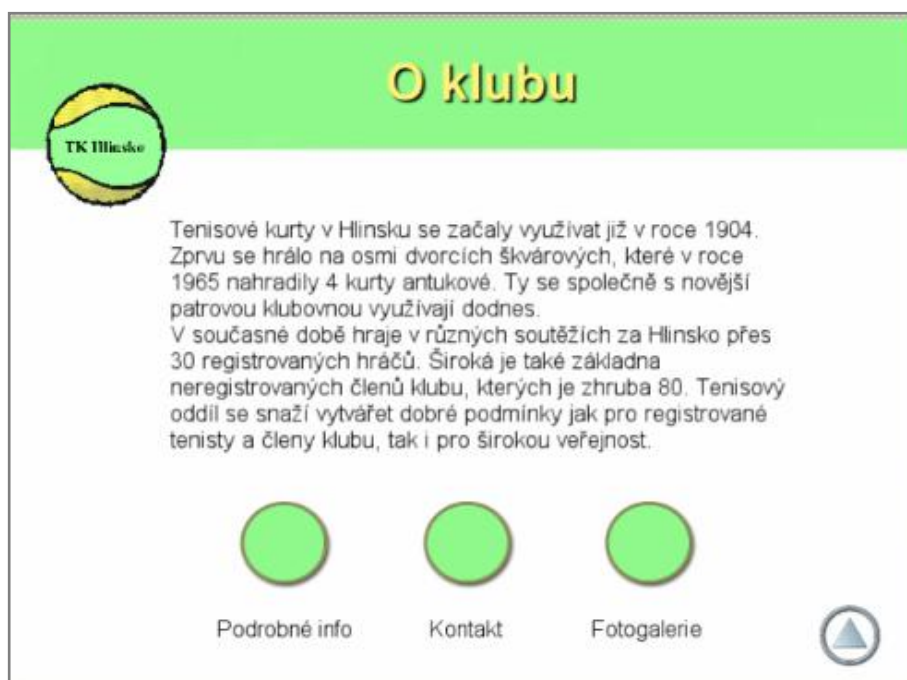 O klubu
TK Hlinsko
Tenisové kurty v Hlinsku se začaly využívat již v roce 1904.
Zprvu se hrálo na osmi dvorcích škvárových, které v roce
1965 nahradily 4 kurty antukové. Ty se společně s novější
patrovou klubovnou využívají dodnes.
V současné době hraje v různých soutěžích za Hlinsko přes
30 registrovaných hráčů. Široká je také základna
neregistrovaných členů klubu, kterých je zhruba 80. Tenisový
oddíl se snaží vytvářet dobré podmínky jak pro registrované
tenisty a členy klubu, tak i pro širokou veřejnost.
Podrobné info
Kontakt
Fotogalerie